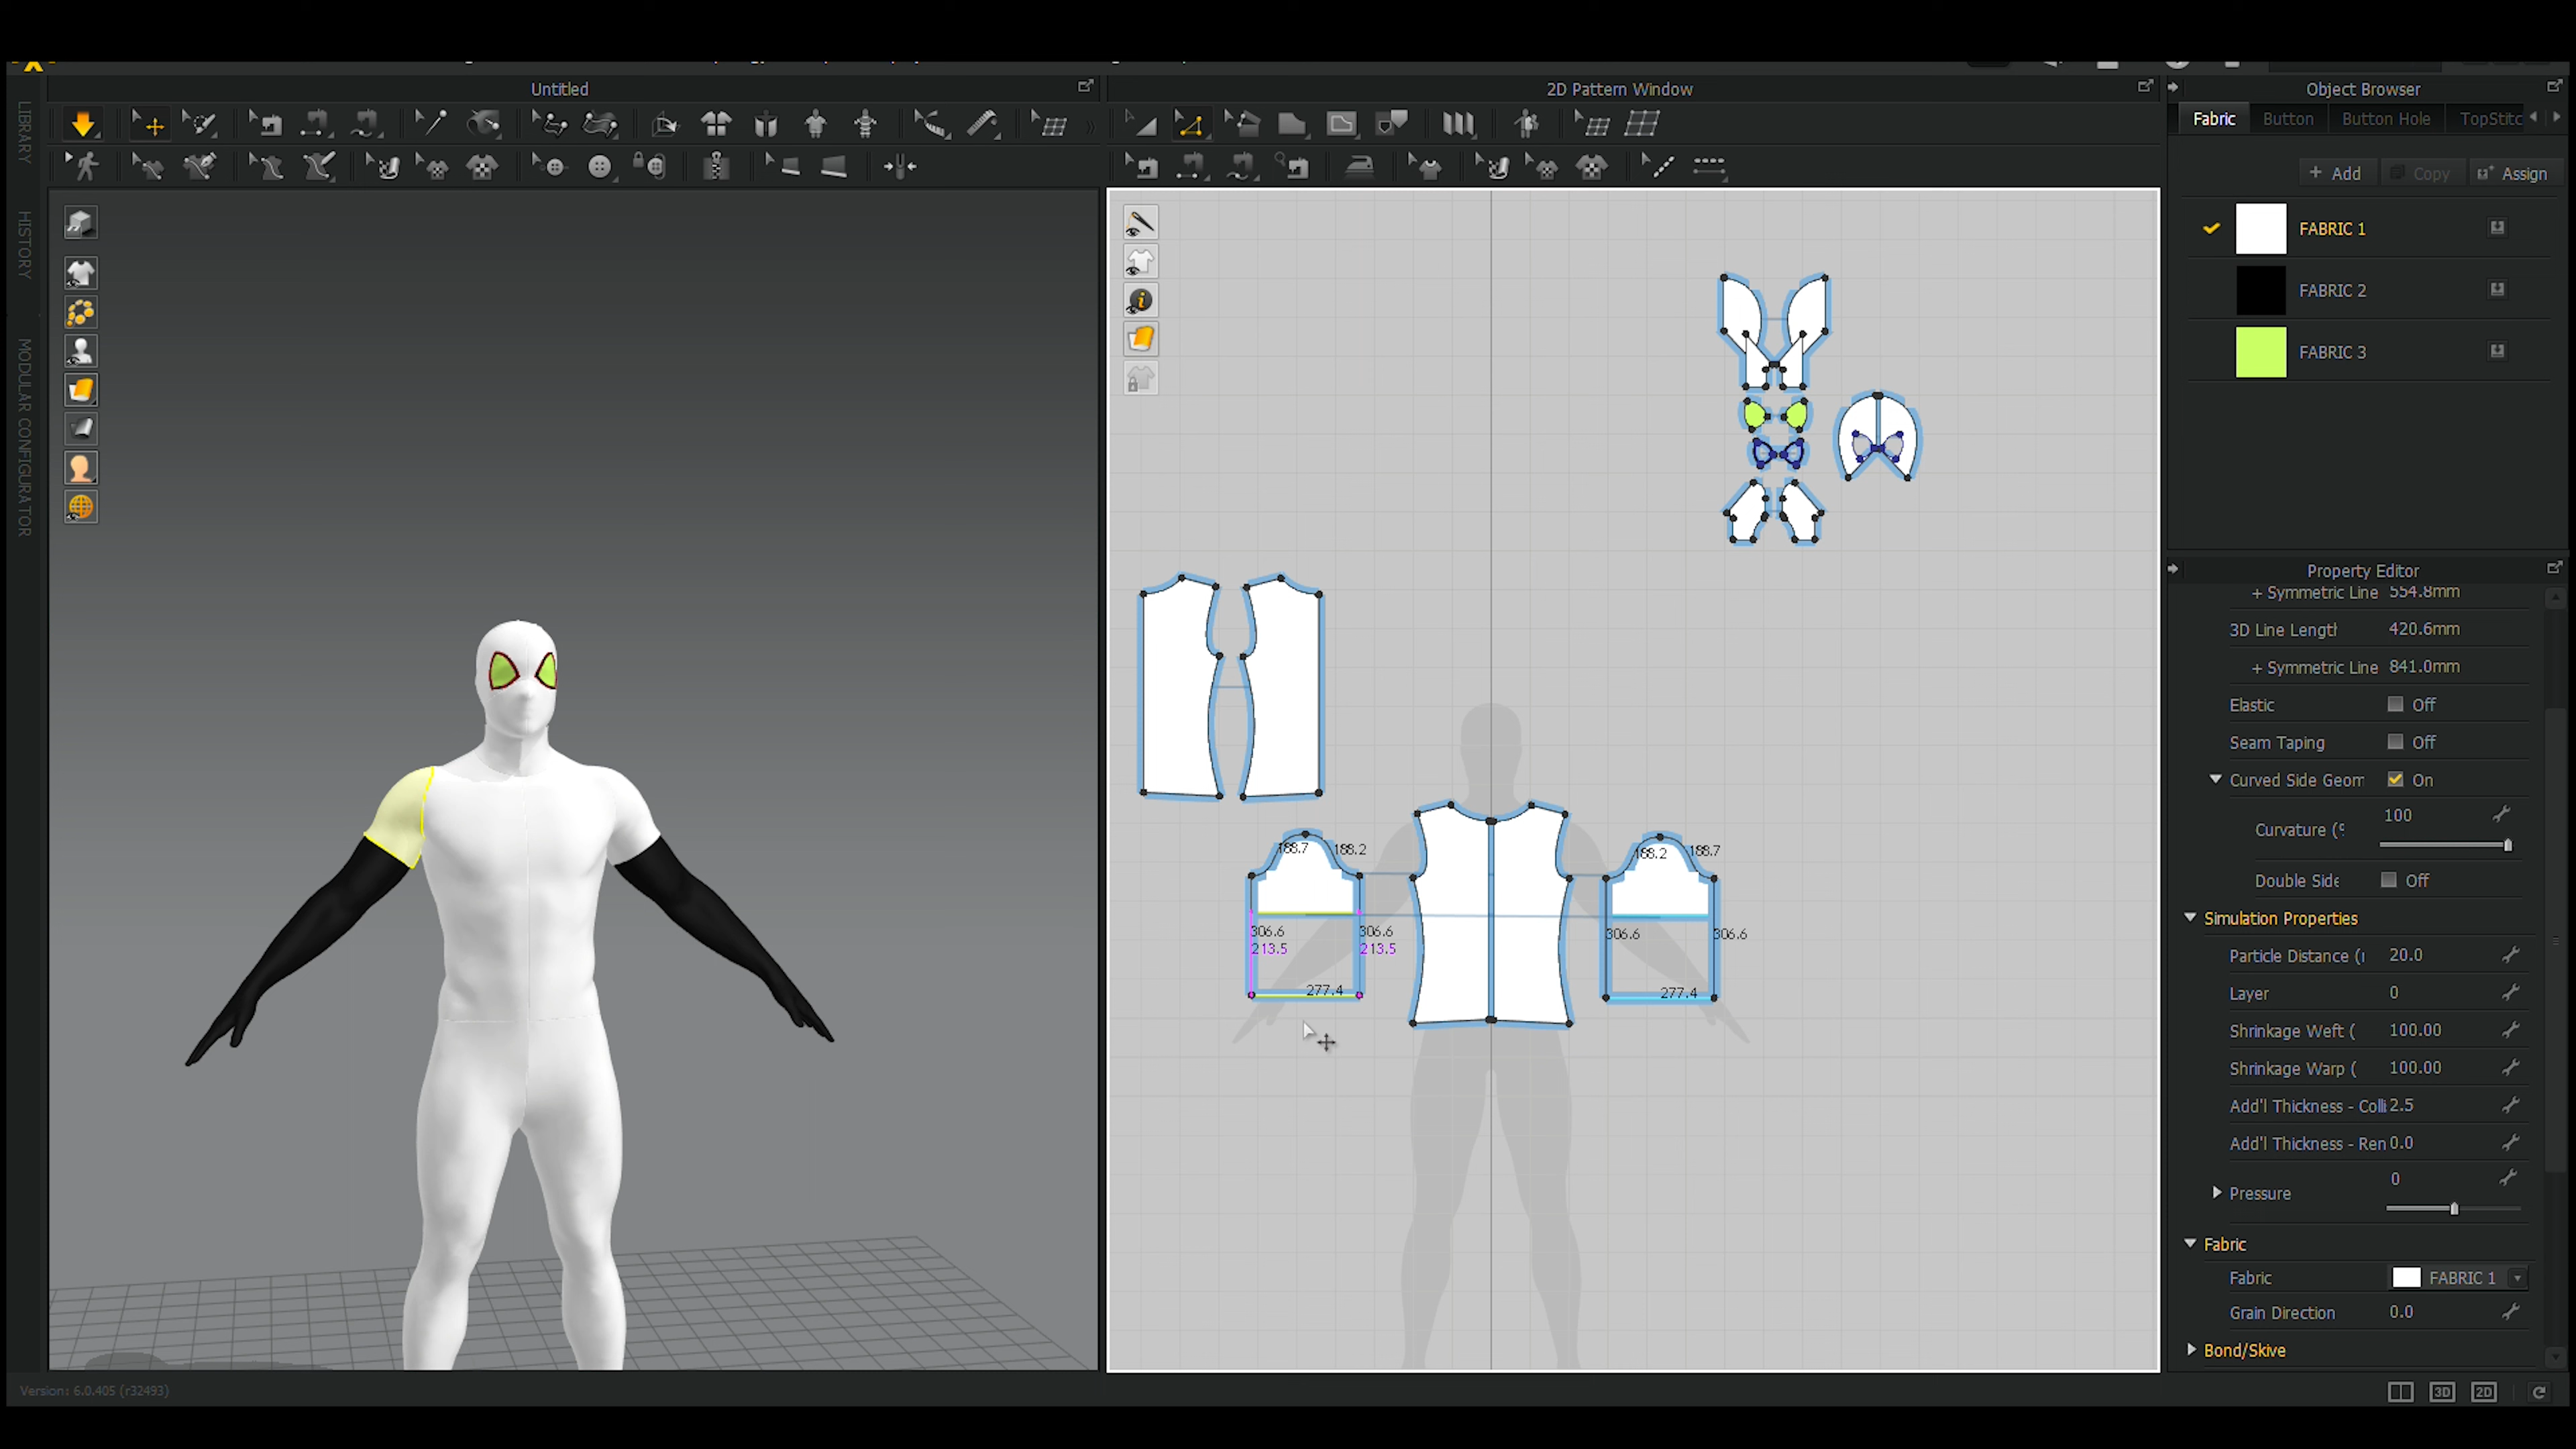 Untitled
2D Pattern Window
Object Browser
Fabric
Button
Button Hole
TopStitc
+ Add
Copy
Assign
LIBRARY
HISTORY
MODULAR CONFIGURATOR
FABRIC 1
FABRIC 2
FABRIC 3
Property Editor
+ Symmetric Line 554.8mm
3D Line Length 420.6mm
+ Symmetric Line 841.0mm
Elastic Off
Seam Taping Off
Curved Side Geom On
Curvature (% 100
Double Side Off
Simulation Properties
Particle Distance (r 20.0
Layer 0
Shrinkage Weft ( 100.00
Shrinkage Warp ( 100.00
Add'l Thickness - Colli 2.5
Add'l Thickness - Ren 0.0
Pressure 0
Fabric
Fabric FABRIC 1
Grain Direction 0.0
Bond/Skive
188.7 188.2
306.6 306.6
213.5 213.5
277.4
188.2 188.7
306.6 306.6
277.4
Version: 6.0.405 (r32493)
3D
2D